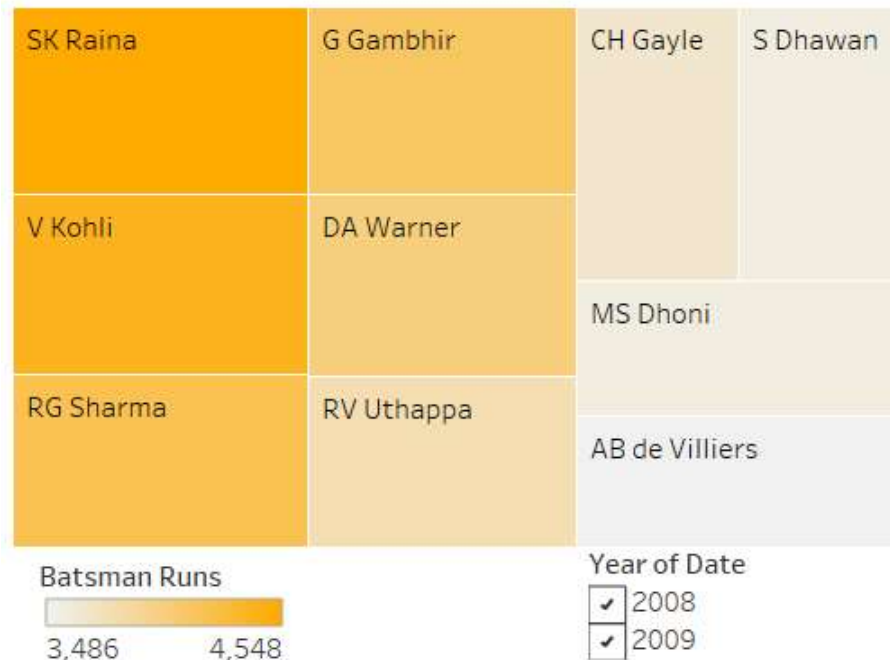 SK Raina
G Gambhir
CH Gayle
S Dhawan
V Kohli
DA Warner
MS Dhoni
RG Sharma
RV Uthappa
AB de Villiers
Batsman Runs
3,486 4,548
Year of Date
2008
2009